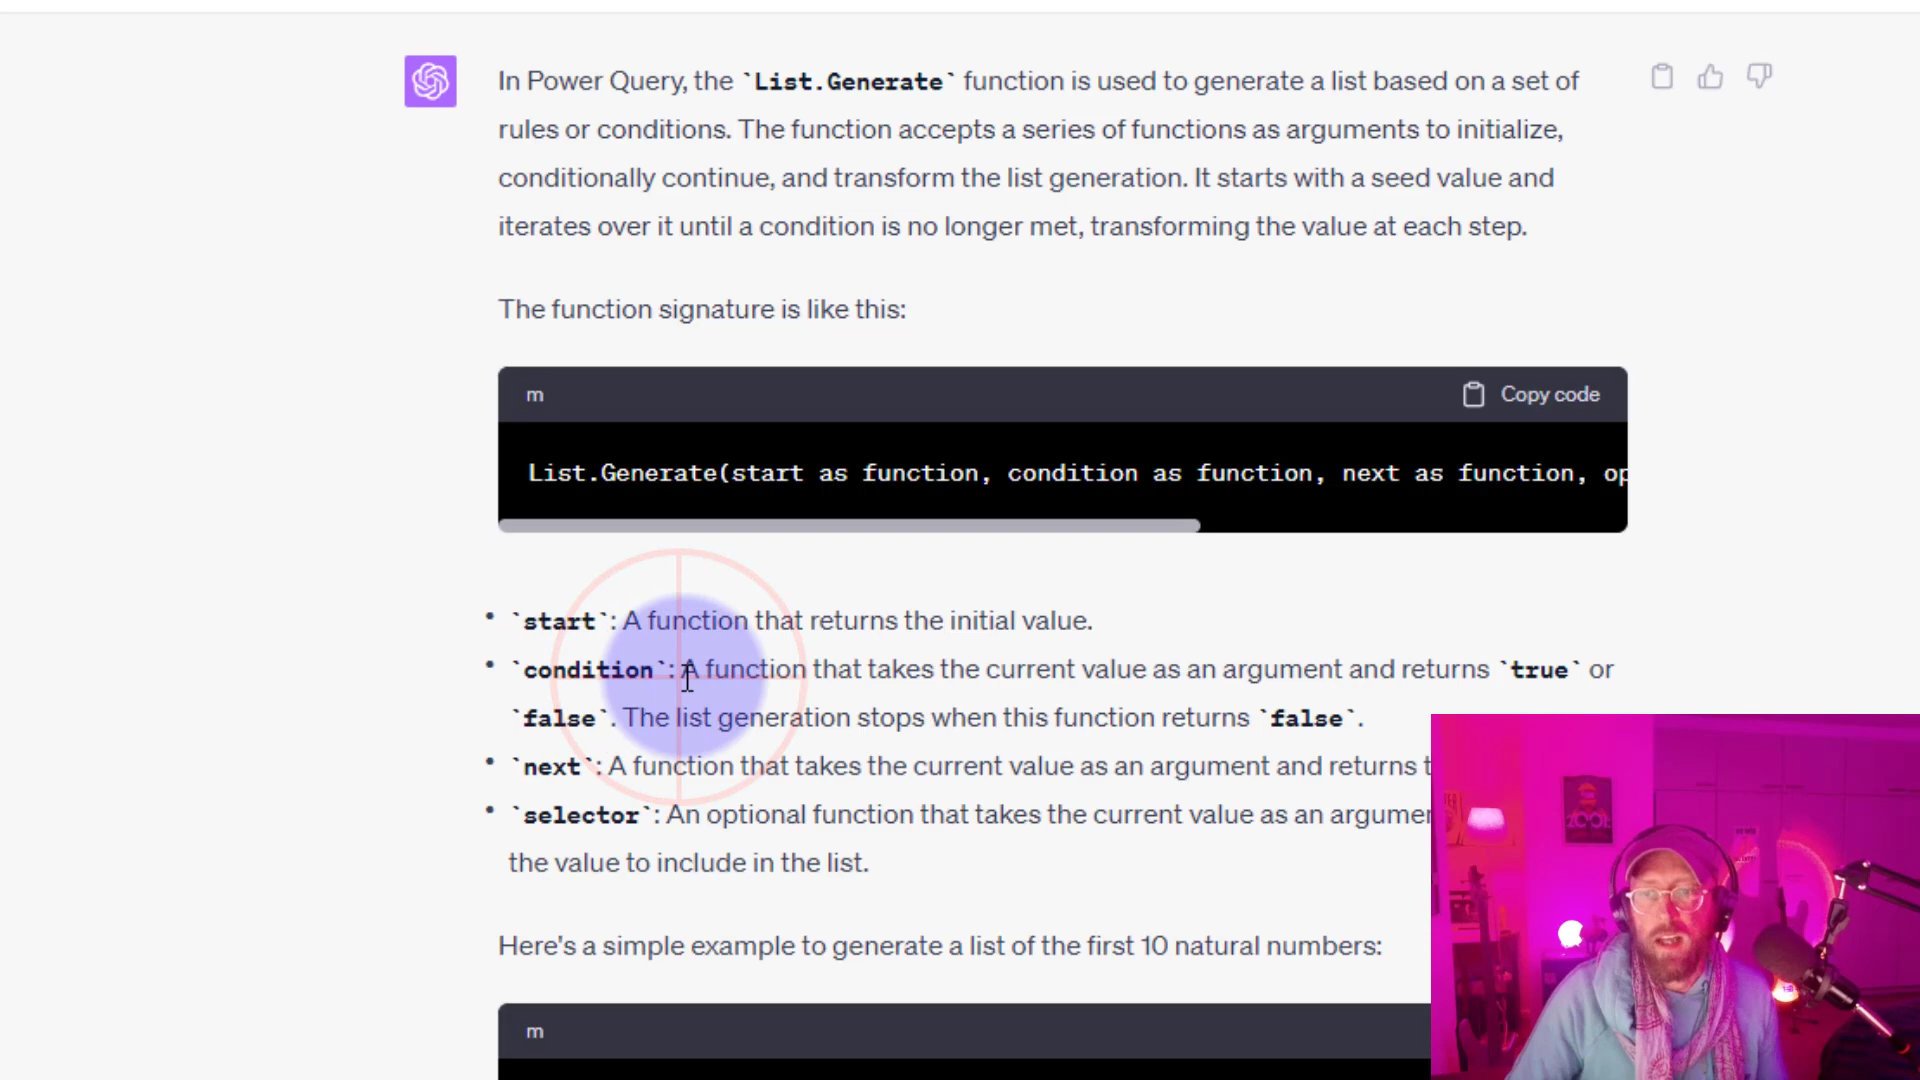 In Power Query, the `List.Generate` function is used to generate a list based on a set of
rules or conditions. The function accepts a series of functions as arguments to initialize,
conditionally continue, and transform the list generation. It starts with a seed value and
iterates over it until a condition is no longer met, transforming the value at each step.
The function signature is like this:
m Copy code
List.Generate(start as function, condition as function, next as function, op
• `start`: A function that returns the initial value.
• `condition`: A function that takes the current value as an argument and returns `true` or
`false`. The list generation stops when this function returns `false`.
• `next`: A function that takes the current value as an argument and returns t
• `selector`: An optional function that takes the current value as an argumen
the value to include in the list.
Here's a simple example to generate a list of the first 10 natural numbers:
m